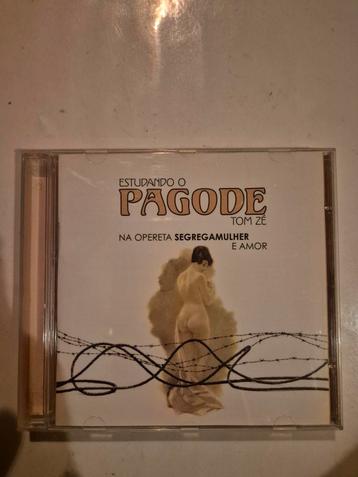 ESTUDANDO O
PAGODE
TOM ZÉ
NA OPERETA SEGREGAMULHER
E AMOR